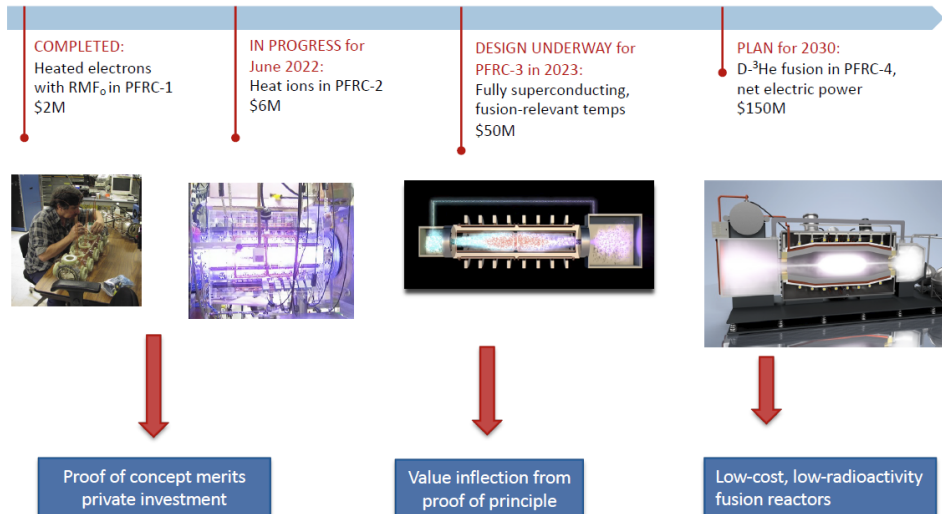 COMPLETED:
Heated electrons
with RMFₒ in PFRC-1
$2M
IN PROGRESS for
June 2022:
Heat ions in PFRC-2
$6M
DESIGN UNDERWAY for
PFRC-3 in 2023:
Fully superconducting,
fusion-relevant temps
$50M
PLAN for 2030:
D-³He fusion in PFRC-4,
net electric power
$150M
Proof of concept merits
private investment
Value inflection from
proof of principle
Low-cost, low-radioactivity
fusion reactors